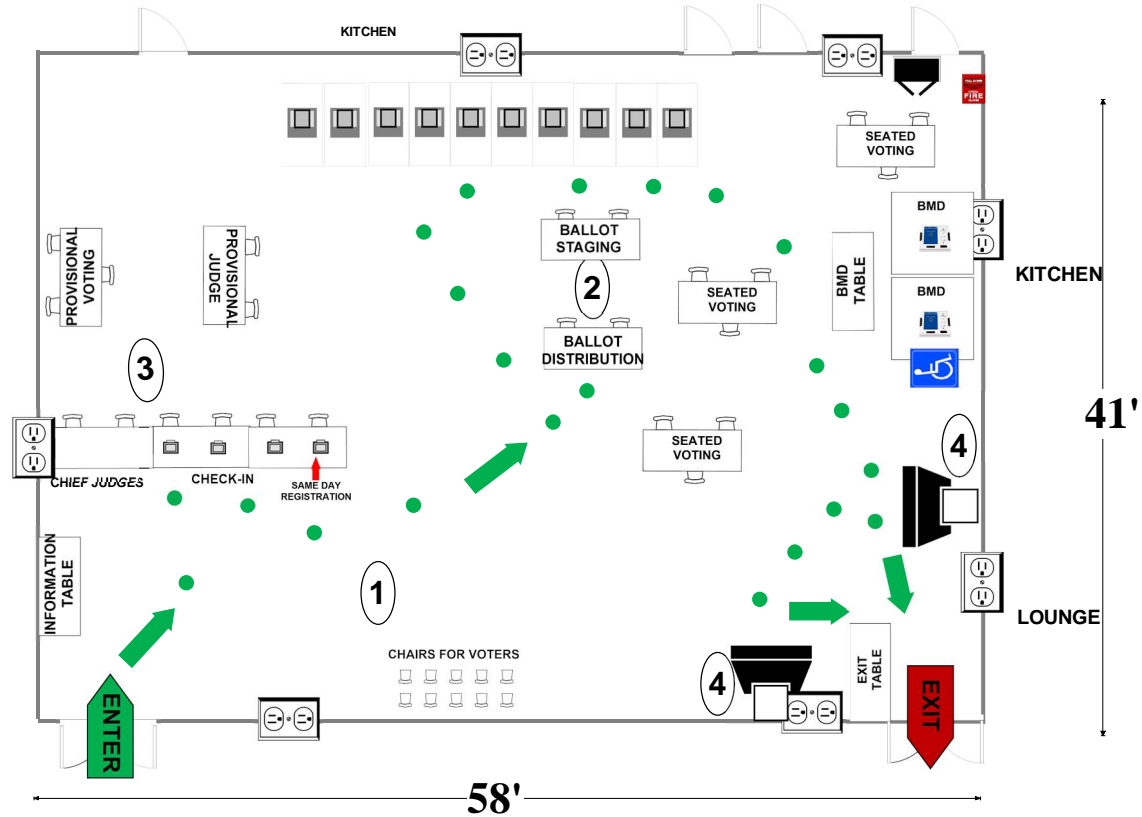 KITCHEN
FIRE
SEATED
VOTING
BMD
PROVISIONAL
VOTING
PROVISIONAL
JUDGE
BALLOT
STAGING
2
SEATED
VOTING
BMD
TABLE
KITCHEN
BMD
BALLOT
DISTRIBUTION
3
41'
SEATED
VOTING
4
CHIEF JUDGES
CHECK-IN
SAME DAY
REGISTRATION
INFORMATION
TABLE
1
LOUNGE
CHAIRS FOR VOTERS
4
EXIT
TABLE
ENTER
EXIT
58'